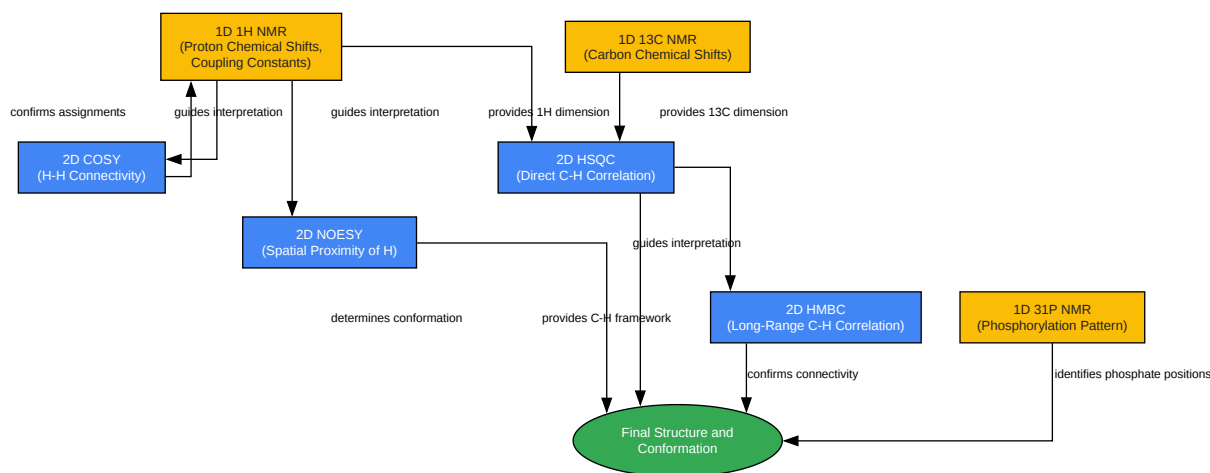 1D 1H NMR
(Proton Chemical Shifts,
Coupling Constants)
1D 13C NMR
(Carbon Chemical Shifts)
confirms assignments
guides interpretation
guides interpretation
provides 1H dimension
provides 13C dimension
2D COSY
(H-H Connectivity)
2D HSQC
(Direct C-H Correlation)
2D NOESY
(Spatial Proximity of H)
guides interpretation
determines conformation
provides C-H framework
2D HMBC
(Long-Range C-H Correlation)
1D 31P NMR
(Phosphorylation Pattern)
confirms connectivity
identifies phosphate positions
Final Structure and
Conformation